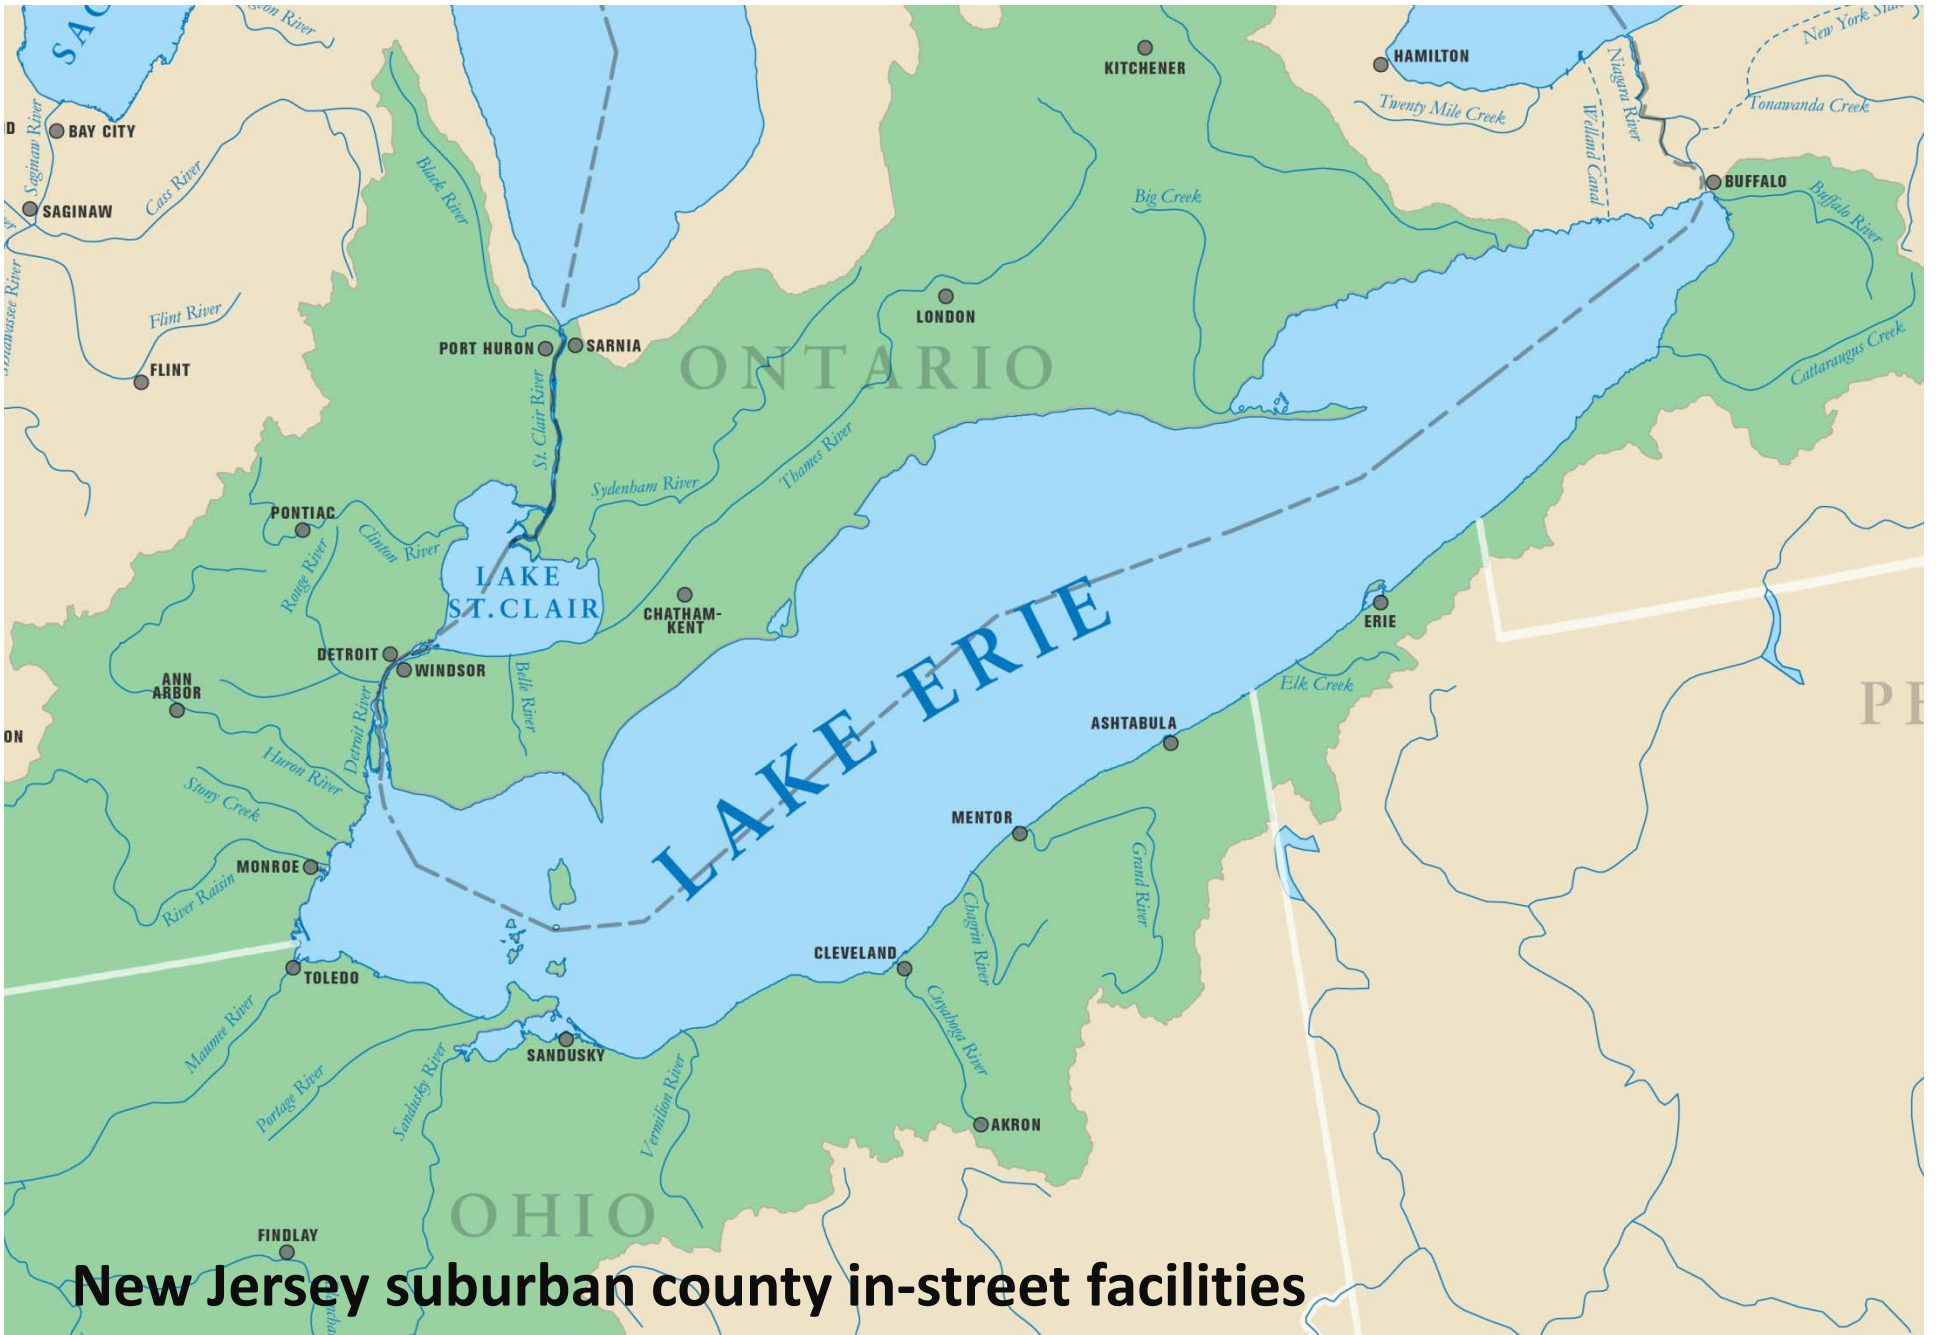 SAG
New York State
HAMILTON
KITCHENER
Niagara River
Twenty Mile Creek
Tonawanda Creek
Welland Canal
BAY CITY
Saginaw River
Cass River
Black River
BUFFALO
Buffalo River
Big Creek
SAGINAW
Flint River
LONDON
PORT HURON
SARNIA
ONTARIO
Cattaraugus Creek
FLINT
St. Clair River
Thames River
Sydenham River
PONTIAC
Clinton River
Rouge River
LAKE
ST.CLAIR
CHATHAM-
KENT
ERIE
DETROIT
WINDSOR
Belle River
ANN
ARBOR
Elk Creek
Detroit River
PE
ASHTABULA
ON
Huron River
Stony Creek
LAKE ERIE
MENTOR
MONROE
River Raisin
Grand River
Chagrin River
CLEVELAND
TOLEDO
Maumee River
Cuyahoga River
SANDUSKY
Portage River
Sandusky River
Vermilion River
AKRON
OHIO
FINDLAY
New Jersey suburban county in-street facilities